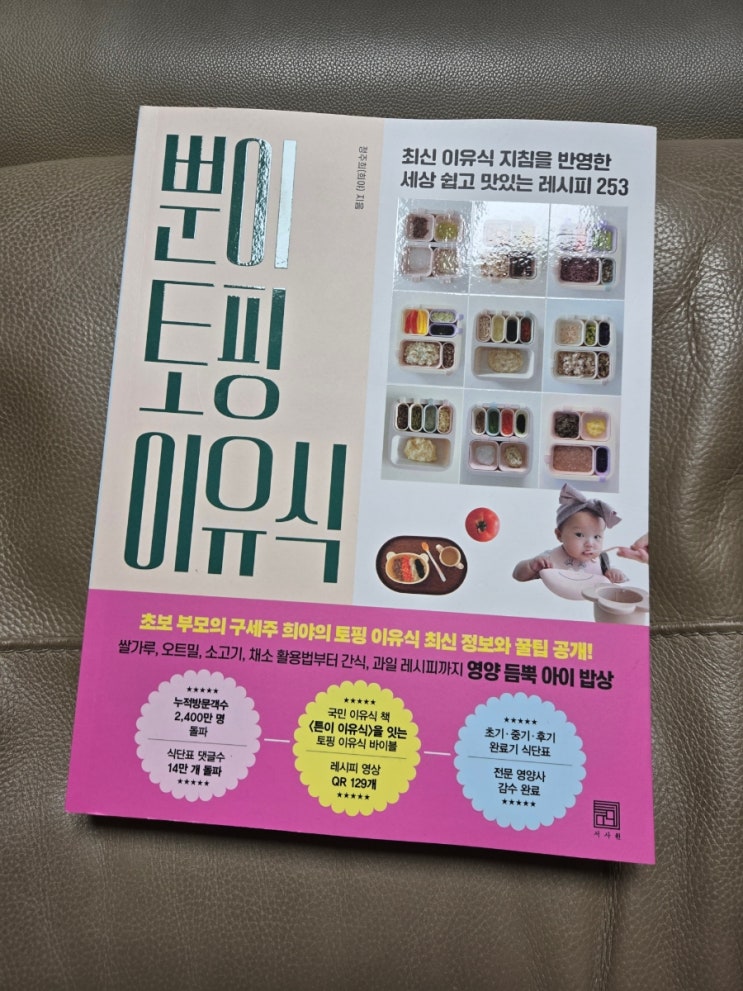 뿐이
토핑
이유식
정주희(희야) 지음
최신 이유식 지침을 반영한
세상 쉽고 맛있는 레시피 253
초보 부모의 구세주 희야의 토핑 이유식 최신 정보와 꿀팁 공개!
쌀가루, 오트밀, 소고기, 채소 활용법부터 간식, 과일 레시피까지 영양 듬뿍 아이 밥상
★★★★★
누적방문객수
2,400만 명
돌파
식단표 댓글수
14만 개 돌파
★★★★★
★★★★★
국민 이유식 책
〈튼이 이유식〉을 잇는
토핑 이유식 바이블
레시피 영상
QR 129개
★★★★★
★★★★★
초기·중기·후기
완료기 식단표
전문 영양사
감수 완료
★★★★★
서사원